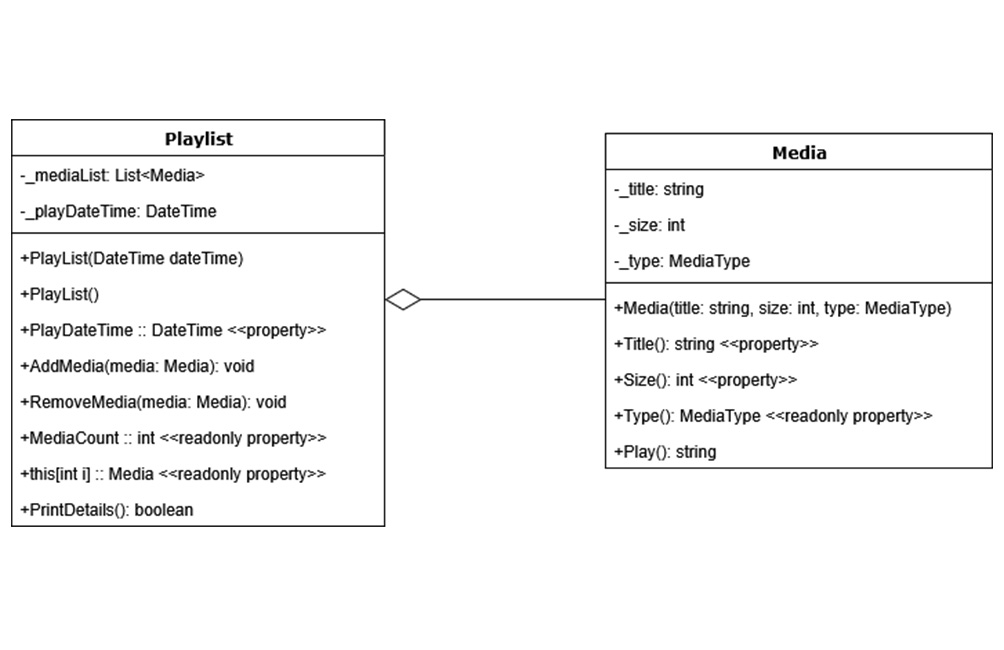 Playlist
-_mediaList: List<Media>
-_playDateTime: DateTime
+PlayList(DateTime dateTime)
+PlayList()
+PlayDateTime :: DateTime <<property>>
+AddMedia(media: Media): void
+RemoveMedia(media: Media): void
+MediaCount :: int <<readonly property>>
+this[int i] :: Media <<readonly property>>
+PrintDetails(): boolean
Media
-_title: string
-_size: int
-_type: MediaType
+Media(title: string, size: int, type: MediaType)
+Title(): string <<property>>
+Size(): int <<property>>
+Type(): MediaType <<readonly property>>
+Play(): string